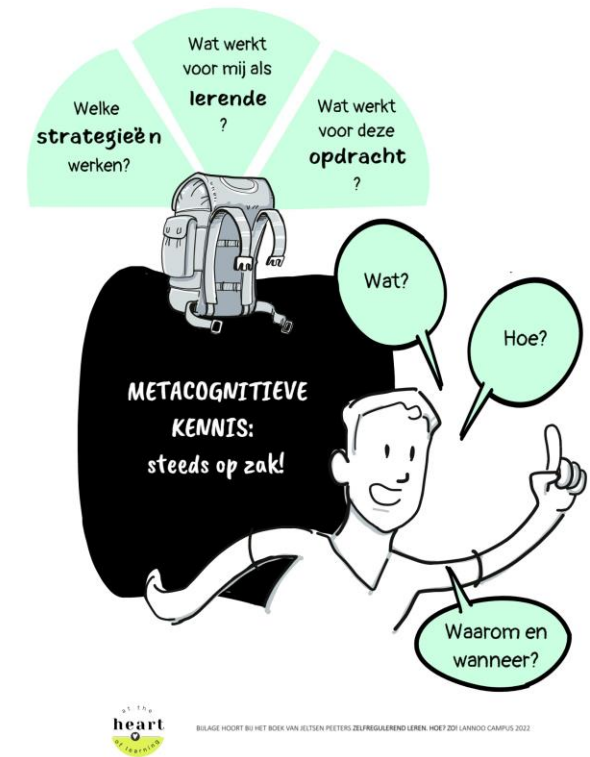 Welke
strategieën
werken?
Wat werkt
voor mij als
lerende
?
Wat werkt
voor deze
opdracht
?
METACOGNITIEVE
KENNIS:
steeds op zak!
Wat?
Hoe?
Waarom en
wanneer?
at the
heart
of learning
BIJLAGE HOORT BIJ HET BOEK VAN JELTSEN PEETERS ZELFREGULEREND LEREN. HOE? ZO! LANNOO CAMPUS 2022